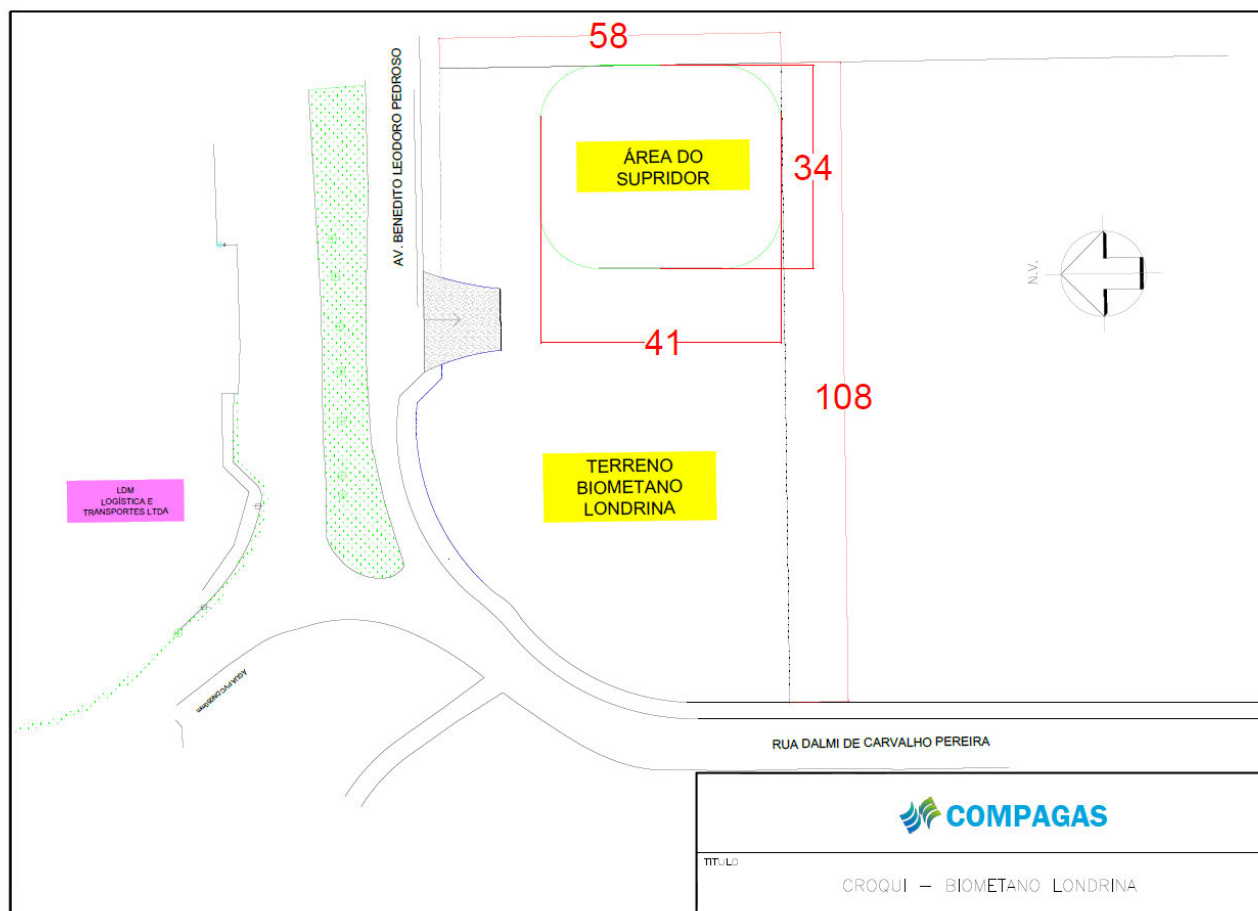 58
AV. BENEDITO LEODORO PEDROSO
ÁREA DO
SUPRIDOR
34
N.V.
41
108
TERRENO
BIOMETANO
LONDRINA
LDM
LOGÍSTICA E
TRANSPORTES LTDA
RUA DALMI DE CARVALHO PEREIRA
COMPAGAS
TITULO
CROQUI - BIOMETANO LONDRINA